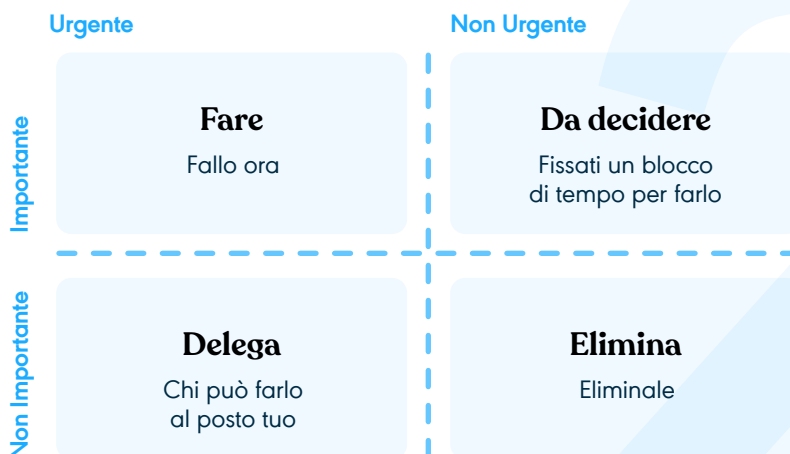 Urgente
Non Urgente
Importante
Fare
Fallo ora
Da decidere
Fissati un blocco
di tempo per farlo
Non Importante
Delega
Chi può farlo
al posto tuo
Elimina
Eliminale